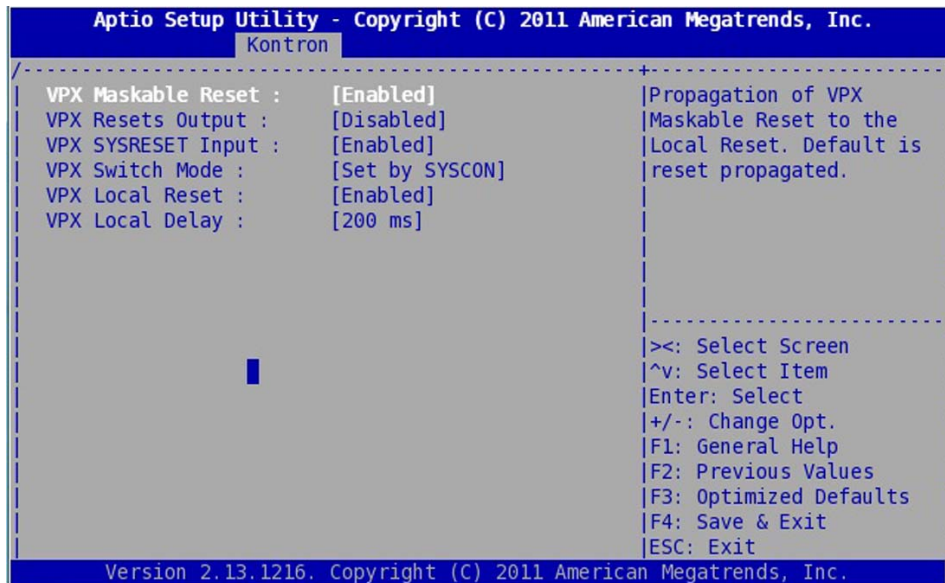 Aptio Setup Utility - Copyright (C) 2011 American Megatrends, Inc.
Kontron
VPX Maskable Reset : [Enabled]
VPX Resets Output : [Disabled]
VPX SYSRESET Input : [Enabled]
VPX Switch Mode : [Set by SYSCON]
VPX Local Reset : [Enabled]
VPX Local Delay : [200 ms]
Propagation of VPX
Maskable Reset to the
Local Reset. Default is
reset propagated.
><: Select Screen
^v: Select Item
Enter: Select
+/-: Change Opt.
F1: General Help
F2: Previous Values
F3: Optimized Defaults
F4: Save & Exit
ESC: Exit
Version 2.13.1216. Copyright (C) 2011 American Megatrends, Inc.